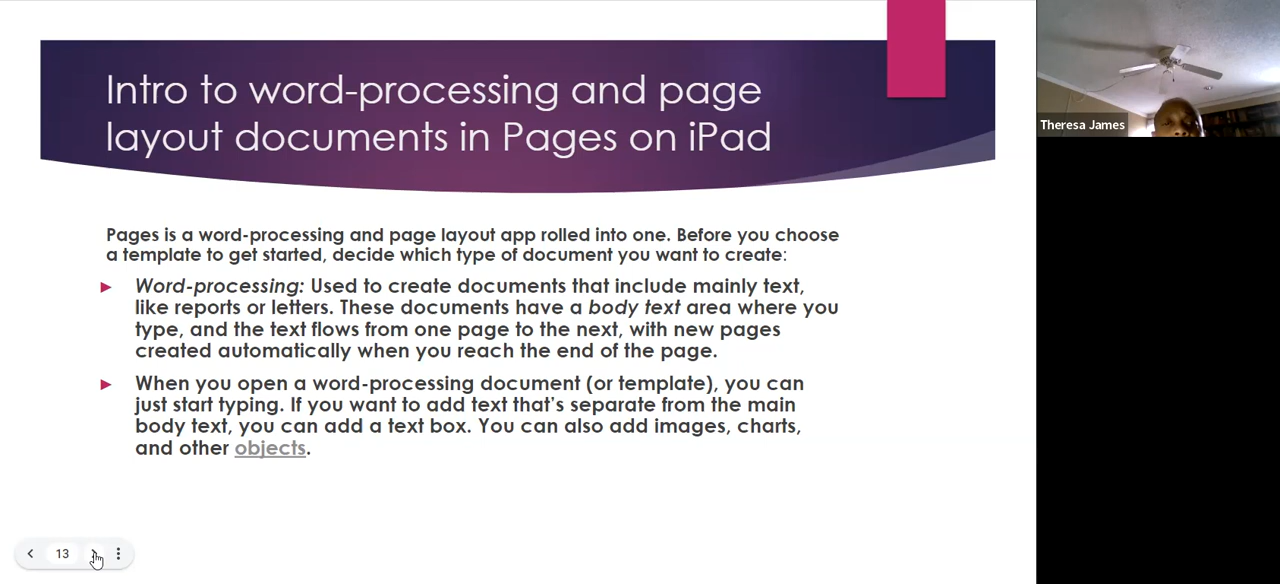 Intro to word-processing and page
layout documents in Pages on iPad
Theresa James
Pages is a word-processing and page layout app rolled into one. Before you choose
a template to get started, decide which type of document you want to create:
Word-processing: Used to create documents that include mainly text,
like reports or letters. These documents have a body text area where you
type, and the text flows from one page to the next, with new pages
created automatically when you reach the end of the page.
When you open a word-processing document (or template), you can
just start typing. If you want to add text that's separate from the main
body text, you can add a text box. You can also add images, charts,
and other objects.
13